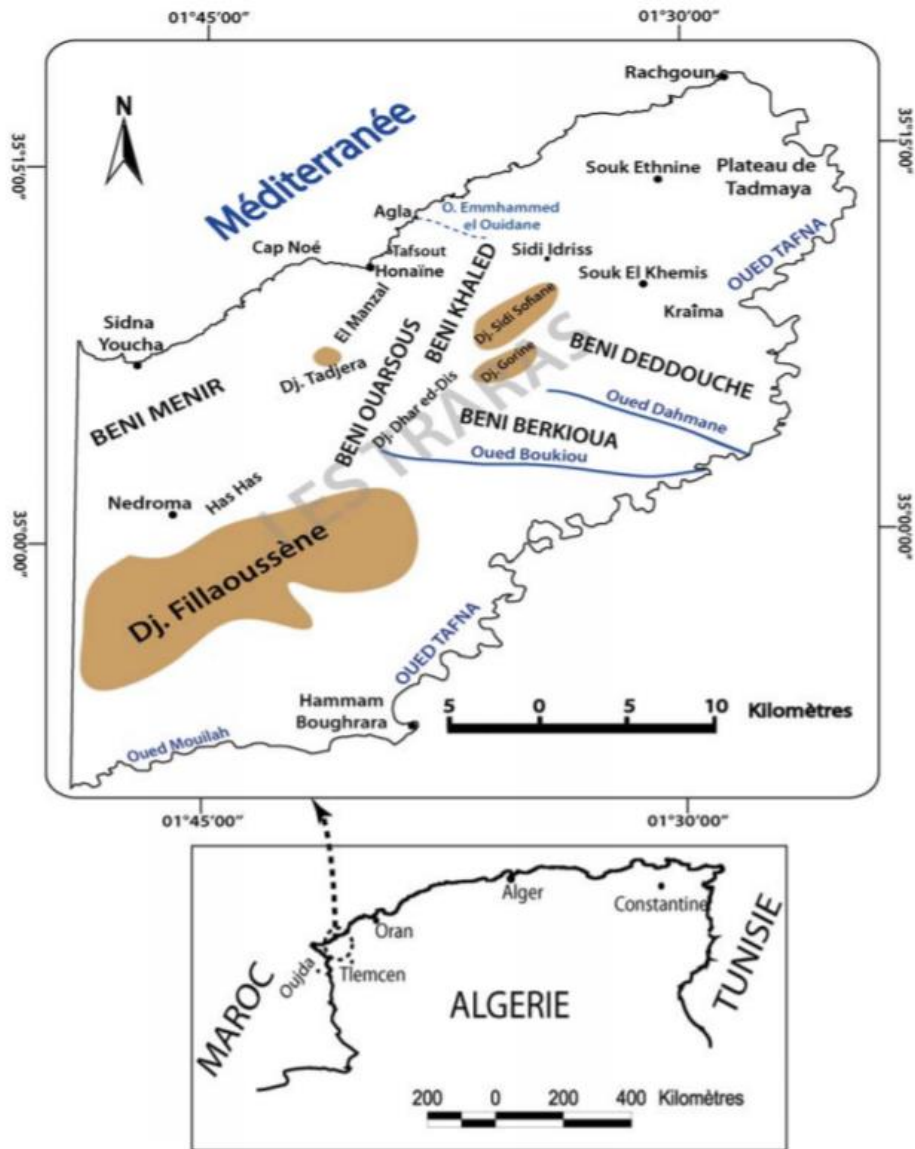 01°45'00''
01°30'00''
Rachgoun
N
35°15'00''
35°15'00''
Méditerranée
Souk Ethnine
Plateau de
Tadmaya
Agla
O. Emmhammed
el Ouidane
Cap Noé
Tafsout
Honaïne
Sidi Idriss
OUED TAFNA
Souk El Khemis
Kraîma
BENI KHALED
El Manzal
Dj. Sidi Sofiane
Sidna
Youcha
Dj. Tadjera
Dj. Gorine
BENI DEDDOUCHE
BENI MENIR
BENI OUARSOUS
Dj. Dhar ed-Dis
LES TRARAS
Oued Dahmane
BENI BERKIOUA
Oued Boukiou
Nedroma
Has Has
35°00'00''
35°00'00''
Dj. Fillaoussène
OUED TAFNA
Hammam
Boughrara
5 0 5 10 Kilomètres
Oued Mouilah
01°45'00''
01°30'00''
Alger
Constantine
Oran
Oujda
Tlemcen
MAROC
ALGERIE
TUNISIE
200 0 200 400 Kilomètres